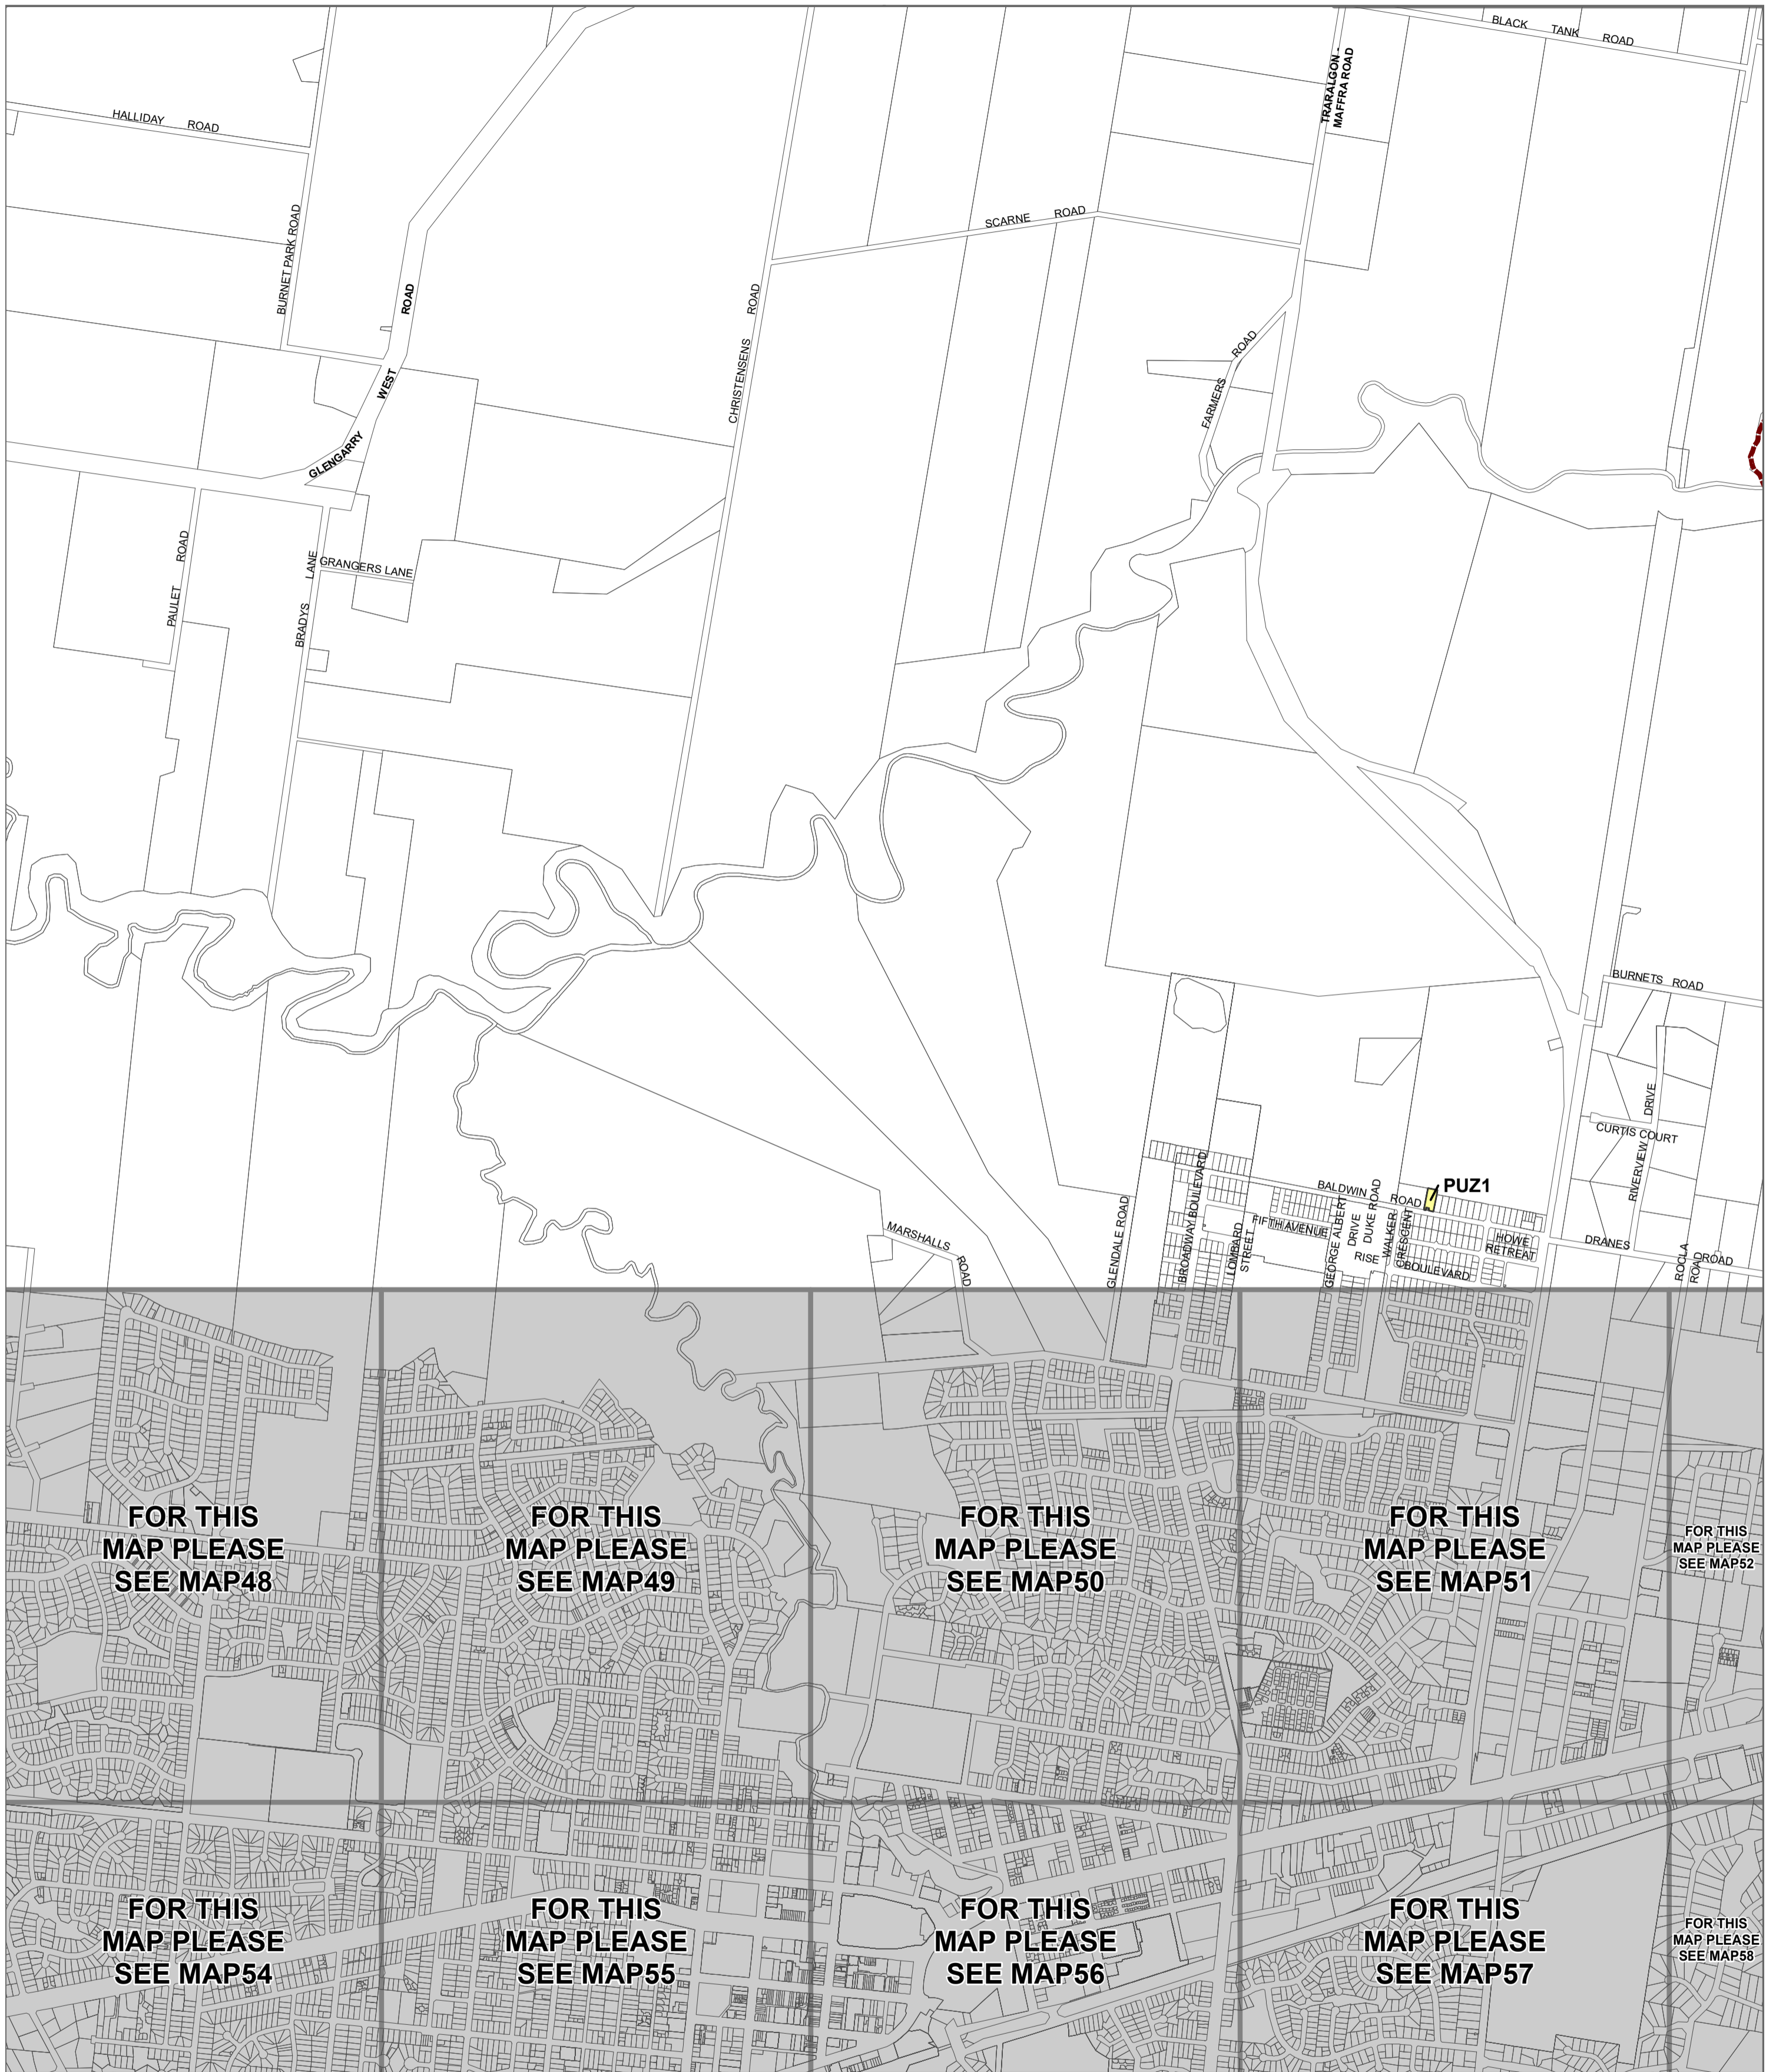 BLACK TANK ROAD
TRARALGON -
MAFFRA ROAD
HALLIDAY ROAD
BURNET PARK ROAD
SCARNE ROAD
CHRISTENSENS ROAD
FARMERS ROAD
GLENGARRY WEST ROAD
PAULET ROAD
BRADYS LANE
GRANGERS LANE
BURNETS ROAD
RIVERVIEW DRIVE
CURTIS COURT
PUZ1
BALDWIN ROAD
GLENDALE ROAD
BROADWAY BOULEVARD
LOMBARD
STREET
FIFTH AVENUE
GEORGE ALBERT
DRIVE
DUKE ROAD
RISE
WALKER
CRESCENT
BOULEVARD
HOWE
RETREAT
DRANES ROAD
ROCLA
ROAD
MARSHALLS ROAD
FOR THIS
MAP PLEASE
SEE MAP48
FOR THIS
MAP PLEASE
SEE MAP49
FOR THIS
MAP PLEASE
SEE MAP50
FOR THIS
MAP PLEASE
SEE MAP51
FOR THIS
MAP PLEASE
SEE MAP52
FOR THIS
MAP PLEASE
SEE MAP54
FOR THIS
MAP PLEASE
SEE MAP55
FOR THIS
MAP PLEASE
SEE MAP56
FOR THIS
MAP PLEASE
SEE MAP57
FOR THIS
MAP PLEASE
SEE MAP58